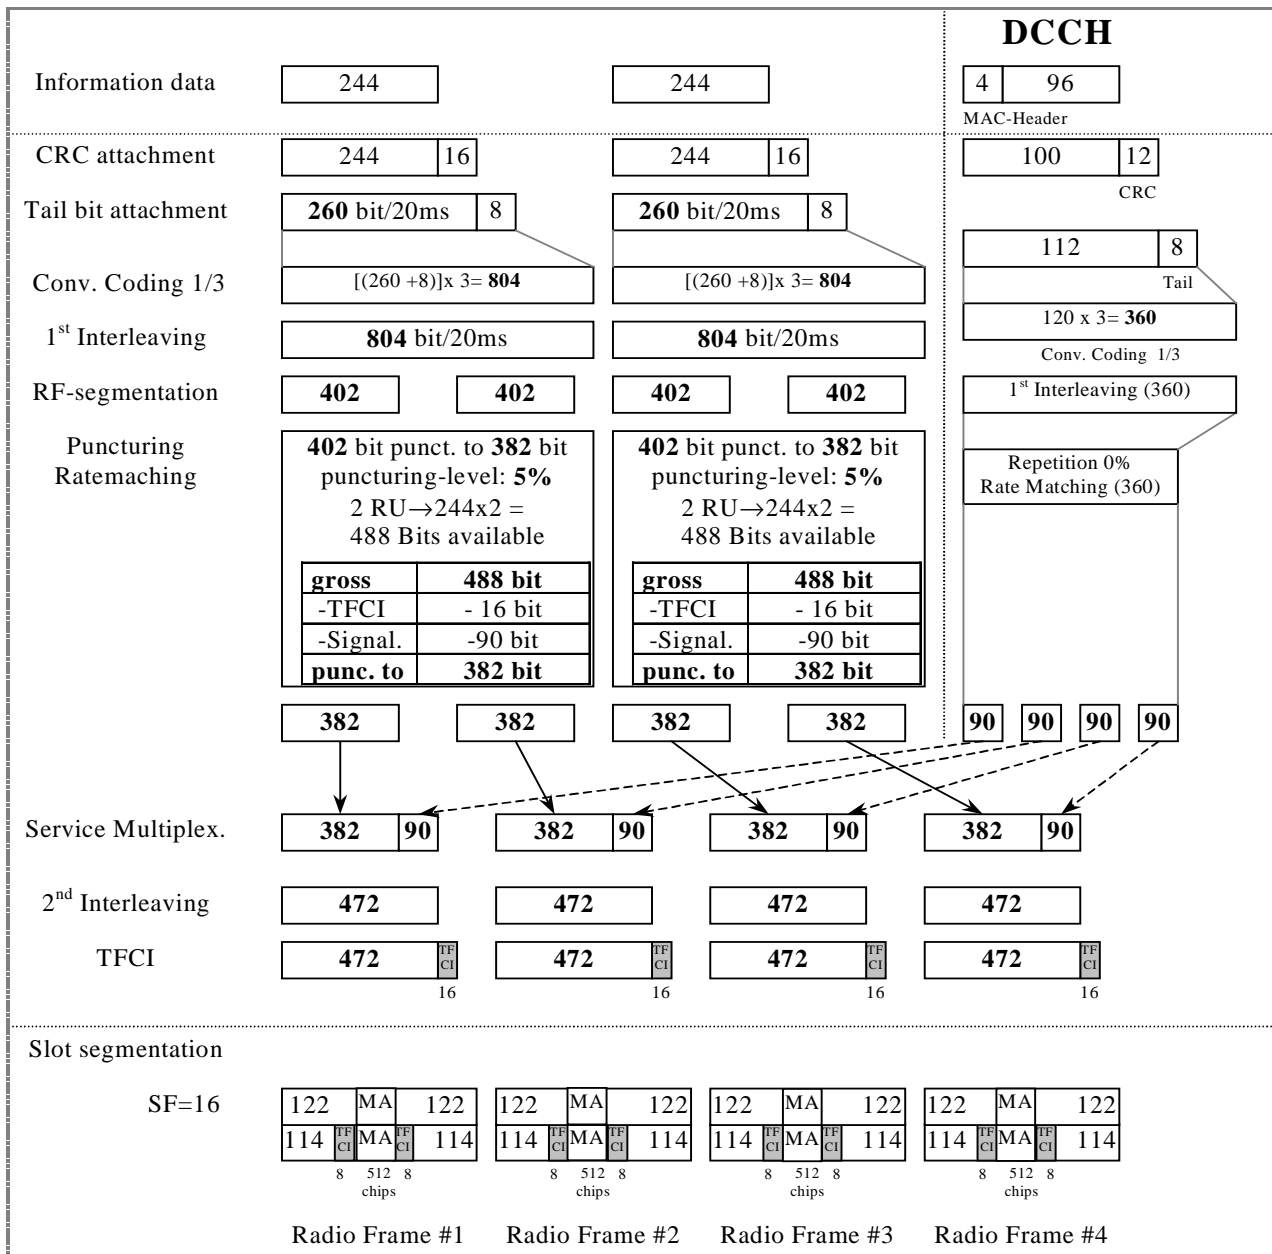 DCCH
Information data 244 244 4 96
MAC-Header
CRC attachment 244 16 244 16 100 12
CRC
Tail bit attachment 260 bit/20ms 8 260 bit/20ms 8
112 8
Tail
Conv. Coding 1/3 [(260 +8)]x 3= 804 [(260 +8)]x 3= 804
120 x 3= 360
Conv. Coding 1/3
1st Interleaving 804 bit/20ms 804 bit/20ms
RF-segmentation 402 402 402 402 1st Interleaving (360)
Puncturing 402 bit punct. to 382 bit 402 bit punct. to 382 bit
Ratemaching puncturing-level: 5% puncturing-level: 5%
Repetition 0%
Rate Matching (360)
2 RU→244x2 = 2 RU→244x2 =
488 Bits available 488 Bits available
gross 488 bit gross 488 bit
-TFCI - 16 bit -TFCI - 16 bit
-Signal. -90 bit -Signal. -90 bit
punc. to 382 bit punc. to 382 bit
382 382 382 382 90 90 90 90
Service Multiplex. 382 90 382 90 382 90 382 90
2nd Interleaving 472 472 472 472
TFCI 472 TF CI 472 TF CI 472 TF CI 472 TF CI
16 16 16 16
Slot segmentation
SF=16 122 MA 122 122 MA 122 122 MA 122 122 MA 122
114 TF CI MA TF CI 114 114 TF CI MA TF CI 114 114 TF CI MA TF CI 114 114 TF CI MA TF CI 114
8 512 8 8 512 8 8 512 8 8 512 8
chips chips chips chips
Radio Frame #1 Radio Frame #2 Radio Frame #3 Radio Frame #4